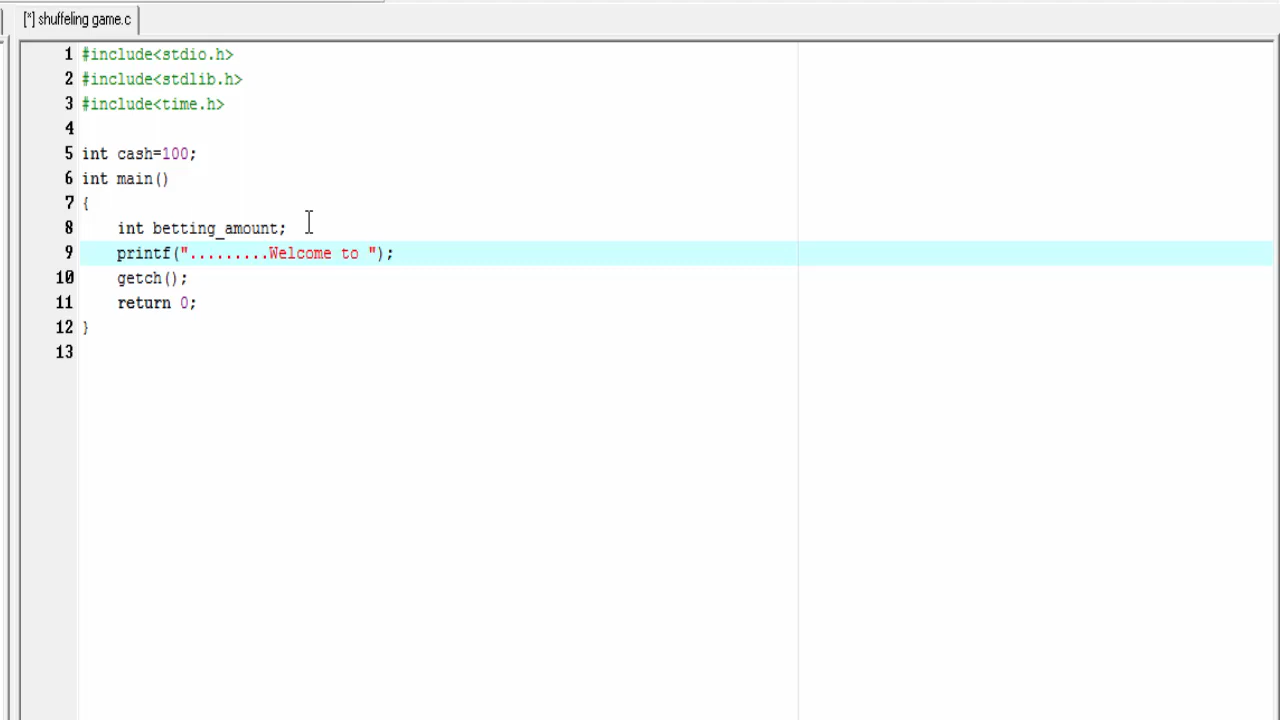 [*] shuffeling game.c
1 #include<stdio.h>
2 #include<stdlib.h>
3 #include<time.h>
4
5 int cash=100;
6 int main()
7 {
8 int betting_amount;
9 printf(".........Welcome to ");
10 getch();
11 return 0;
12 }
13